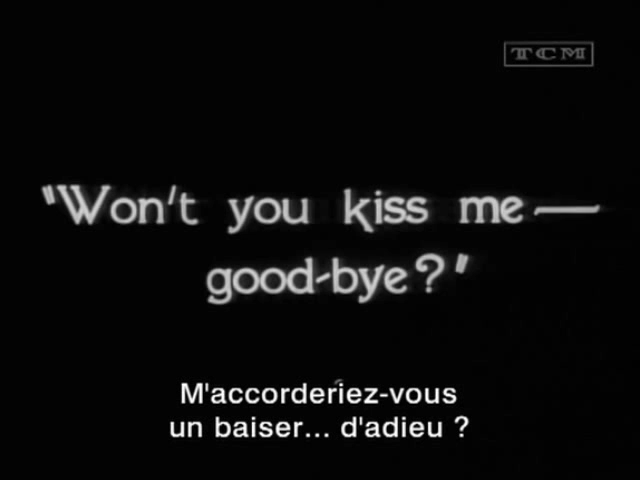 TCM
"Won't you kiss me—
good-bye?"
M'accorderiez-vous
un baiser... d'adieu ?